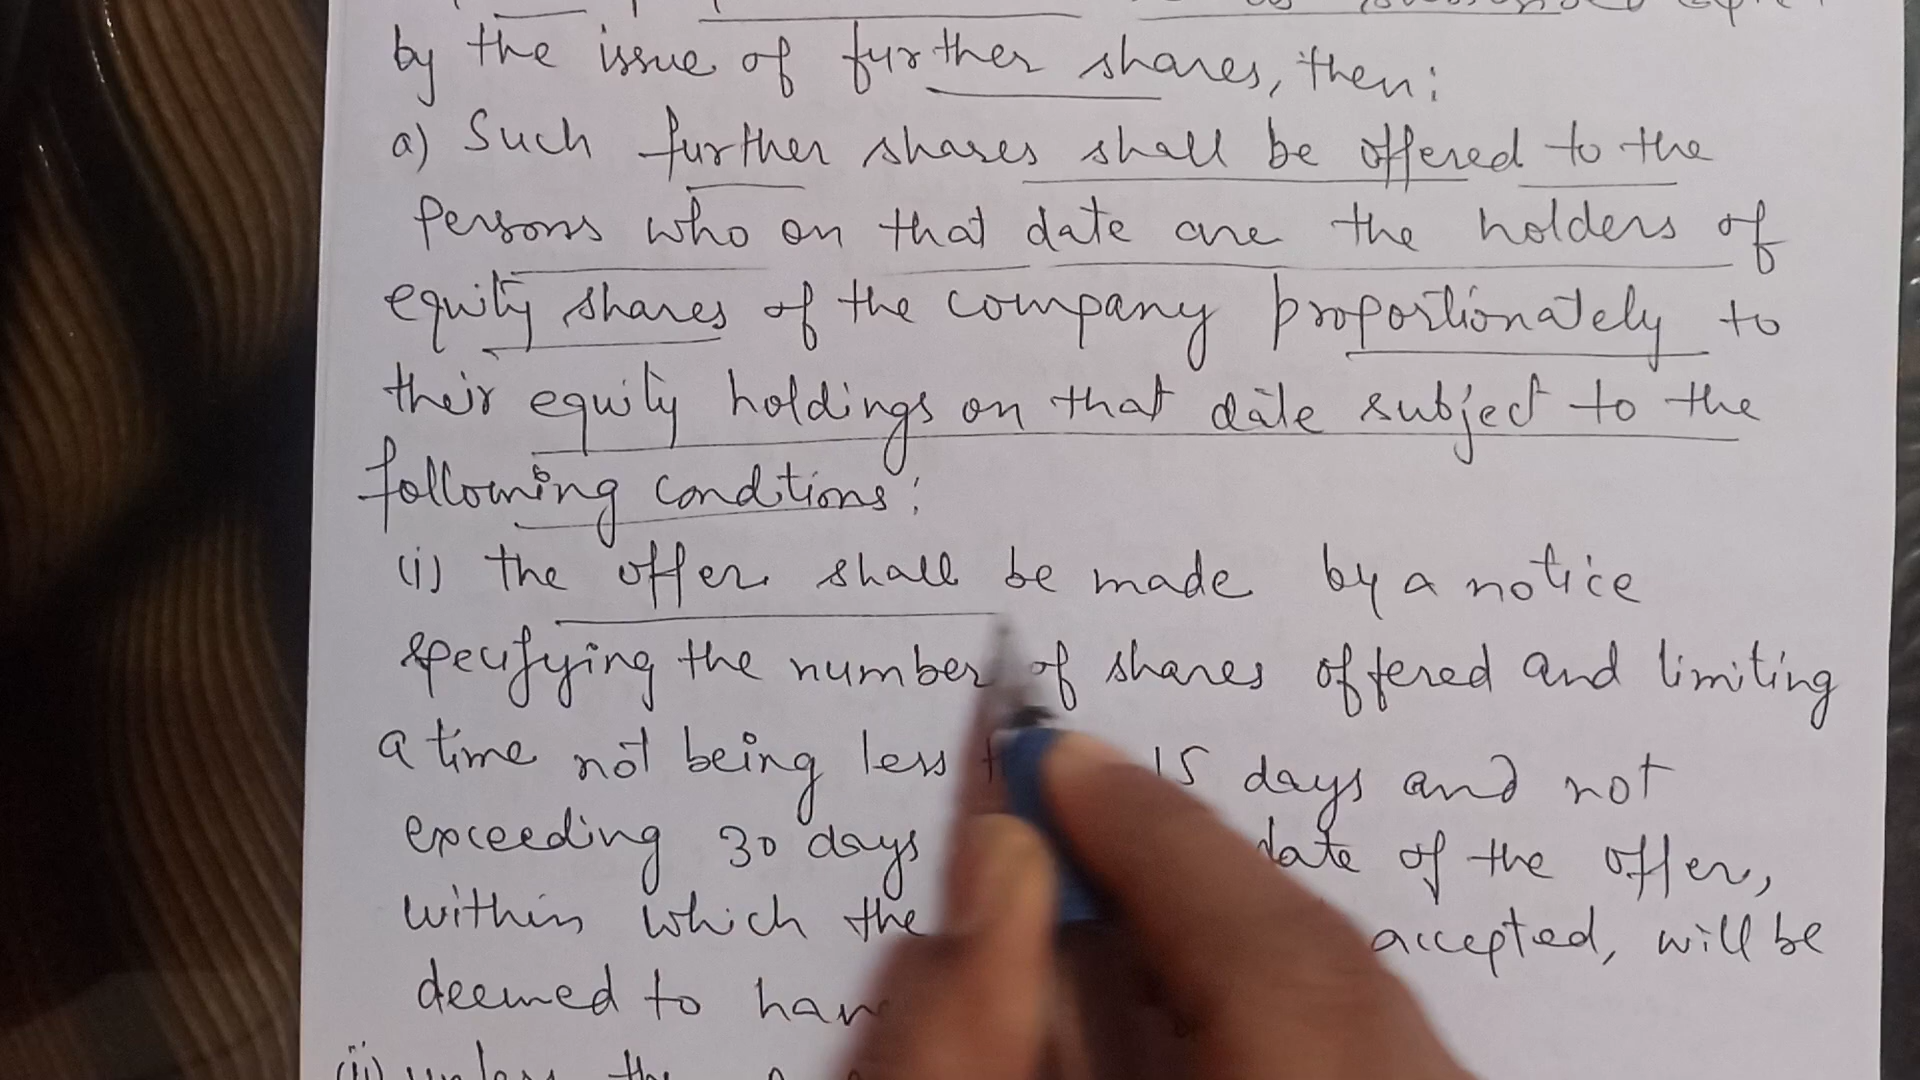 by the issue of further shares, then:
a) Such further shares shall be offered to the
persons who on that date are the holders of
equity shares of the company proportionately to
their equity holdings on that date subject to the
following conditions:
(i) the offer shall be made by a notice
specifying the number of shares offered and limiting
a time not being less 15 days and not
exceeding 30 days date of the offer,
within which the accepted, will be
deemed to
(ii) unless the